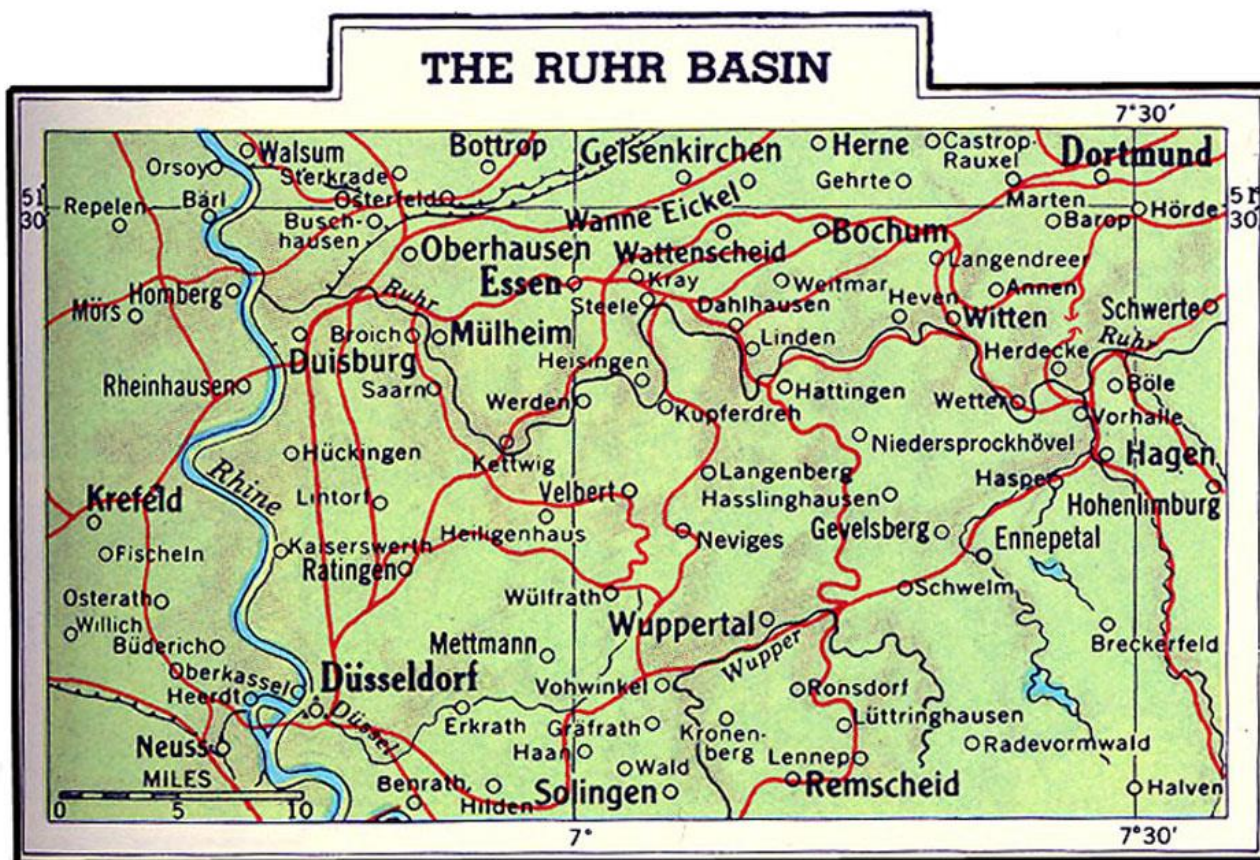 THE RUHR BASIN
7°30'
Walsum
Bottrop
Gelsenkirchen
Herne
Castrop-
Rauxel
Dortmund
Orsoy
Sterkrade
Gehrte
51
30
Repelen
Bärl
Osterfeld
Busch-
hausen
Wanne Eickel
Marten
Barop
Hörde
51
30
Oberhausen
Wattenscheid
Bochum
Langendreer
Essen
Kray
Weitmar
Annen
Homberg
Ruhr
Steele
Dahlhausen
Heven
Schwerte
Mörs
Broich
Mülheim
Linden
Witten
Ruhr
Duisburg
Heisingen
Herdecke
Rheinhausen
Saarn
Werden
Hattingen
Wetter
Böle
Kupferdreh
Vorhalle
Hückingen
Kettwig
Niedersprockhövel
Hagen
Rhine
Langenberg
Haspe
Krefeld
Lintorf
Velbert
Hasslinghausen
Hohenlimburg
Fischeln
Kaiserswerth
Heiligenhaus
Neviges
Gevelsberg
Ennepetal
Ratingen
Osterath
Wülfrath
Schwelm
Willich
Büderich
Mettmann
Wuppertal
Wupper
Breckerfeld
Oberkassel
Düsseldorf
Vohwinkel
Ronsdorf
Heerdt
Düssel
Erkrath
Gräfrath
Kronen-
berg
Lüttringhausen
Neuss
Haan
Lennep
Radevormwald
MILES
Benrath
Hilden
Wald
Solingen
Remscheid
Halven
0 5 10
7°
7°30'